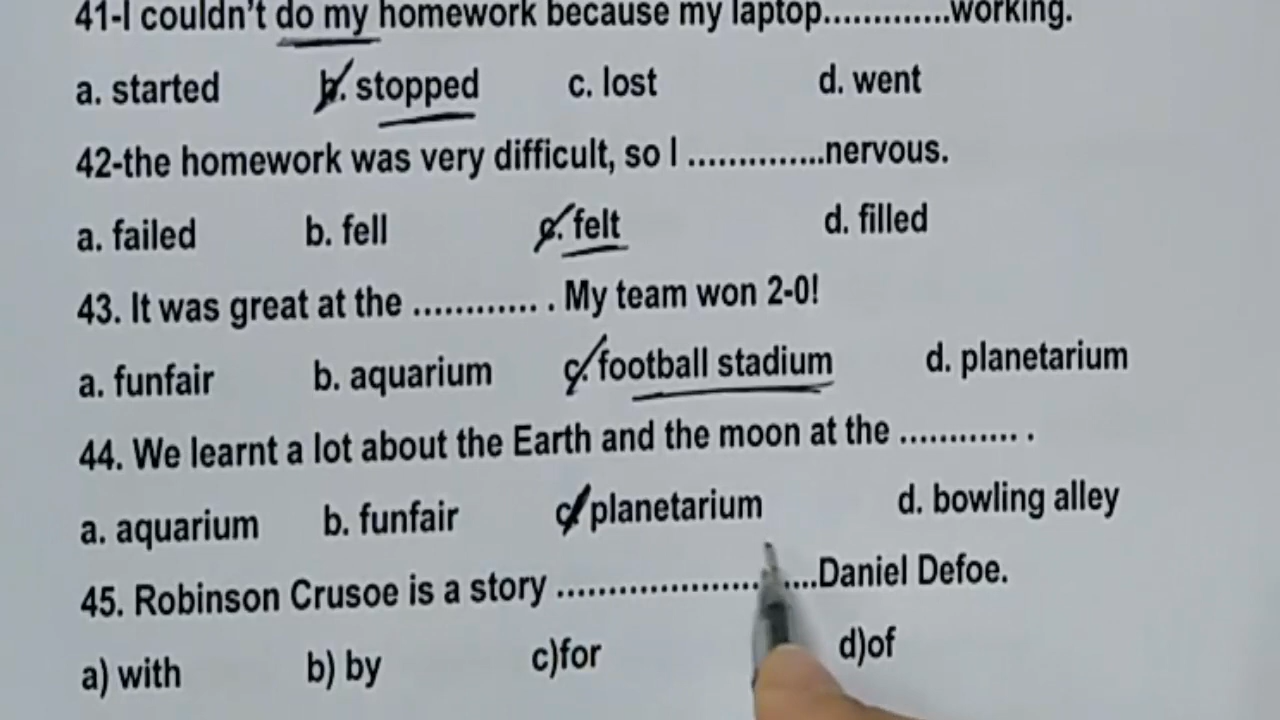 41-I couldn't do my homework because my laptop.............working.
a. started b. stopped c. lost d. went
42-the homework was very difficult, so I ..............nervous.
a. failed b. fell c. felt d. filled
43. It was great at the ............ . My team won 2-0!
a. funfair b. aquarium c. football stadium d. planetarium
44. We learnt a lot about the Earth and the moon at the ............ .
a. aquarium b. funfair c. planetarium d. bowling alley
45. Robinson Crusoe is a story .........................Daniel Defoe.
a) with b) by c)for d)of